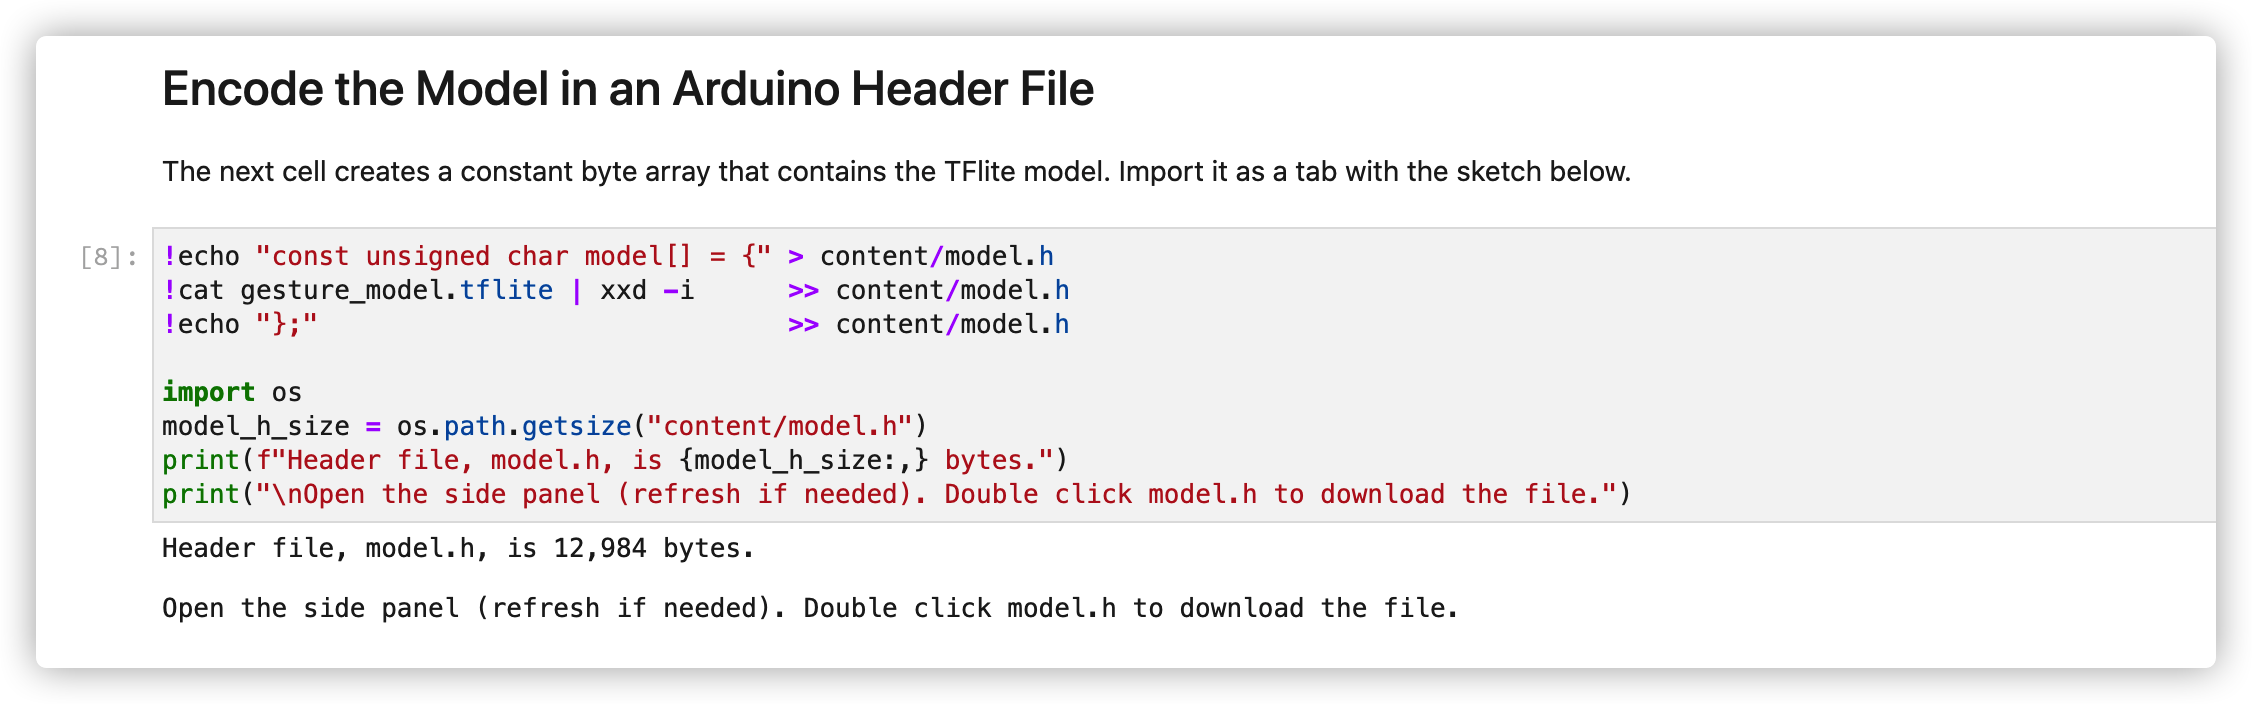 Encode the Model in an Arduino Header File
The next cell creates a constant byte array that contains the TFlite model. Import it as a tab with the sketch below.
[8]: !echo "const unsigned char model[] = {" > content/model.h
!cat gesture_model.tflite | xxd -i      >> content/model.h
!echo "};"                              >> content/model.h
import os
model_h_size = os.path.getsize("content/model.h")
print(f"Header file, model.h, is {model_h_size:,} bytes.")
print("\nOpen the side panel (refresh if needed). Double click model.h to download the file.")
Header file, model.h, is 12,984 bytes.
Open the side panel (refresh if needed). Double click model.h to download the file.